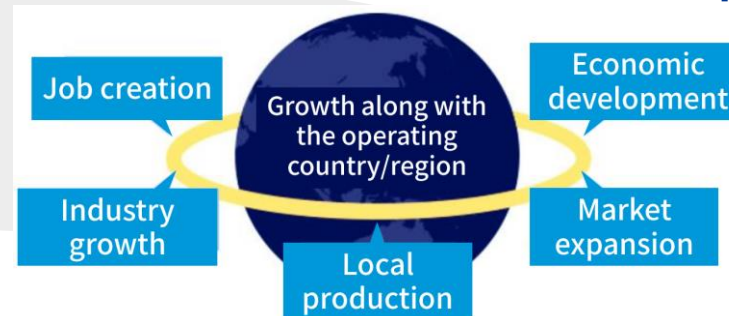 Job creation
Economic
development
Growth along with
the operating
country/region
Industry
growth
Market
expansion
Local
production